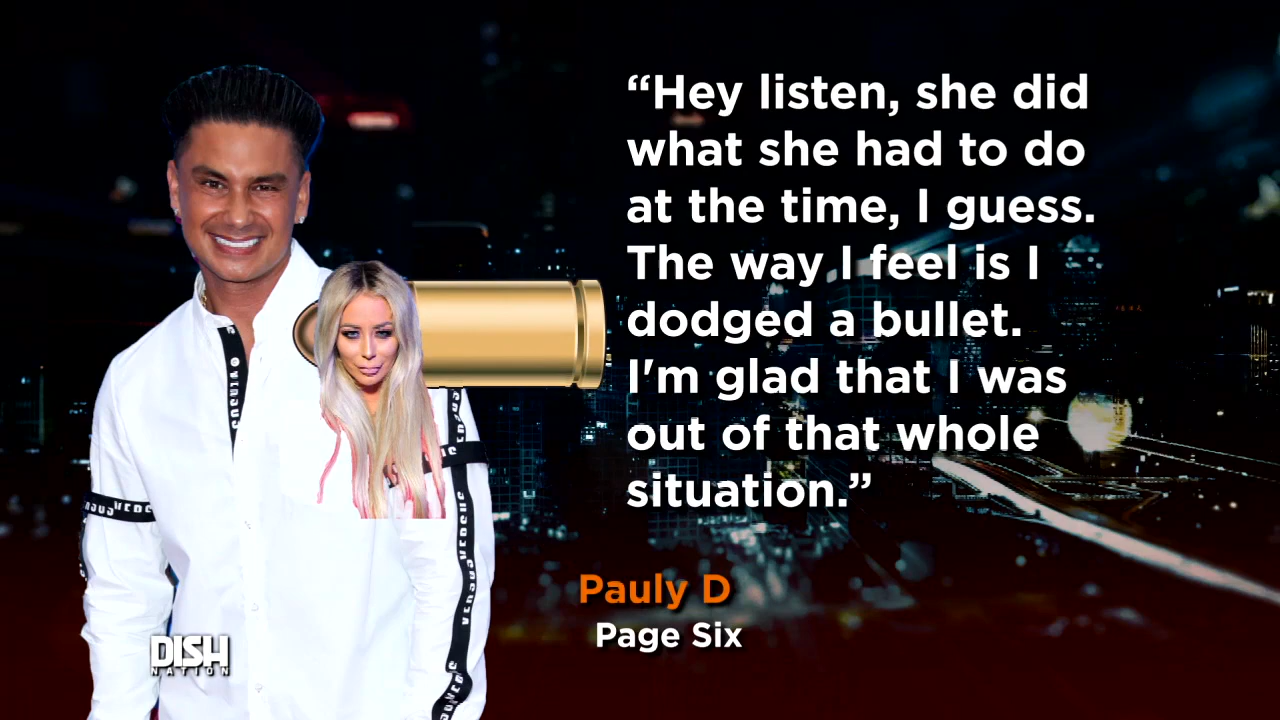 “Hey listen, she did
what she had to do
at the time, I guess.
The way I feel is I
dodged a bullet.
I'm glad that I was
out of that whole
situation.”
Pauly D
Page Six
DISH
NATION